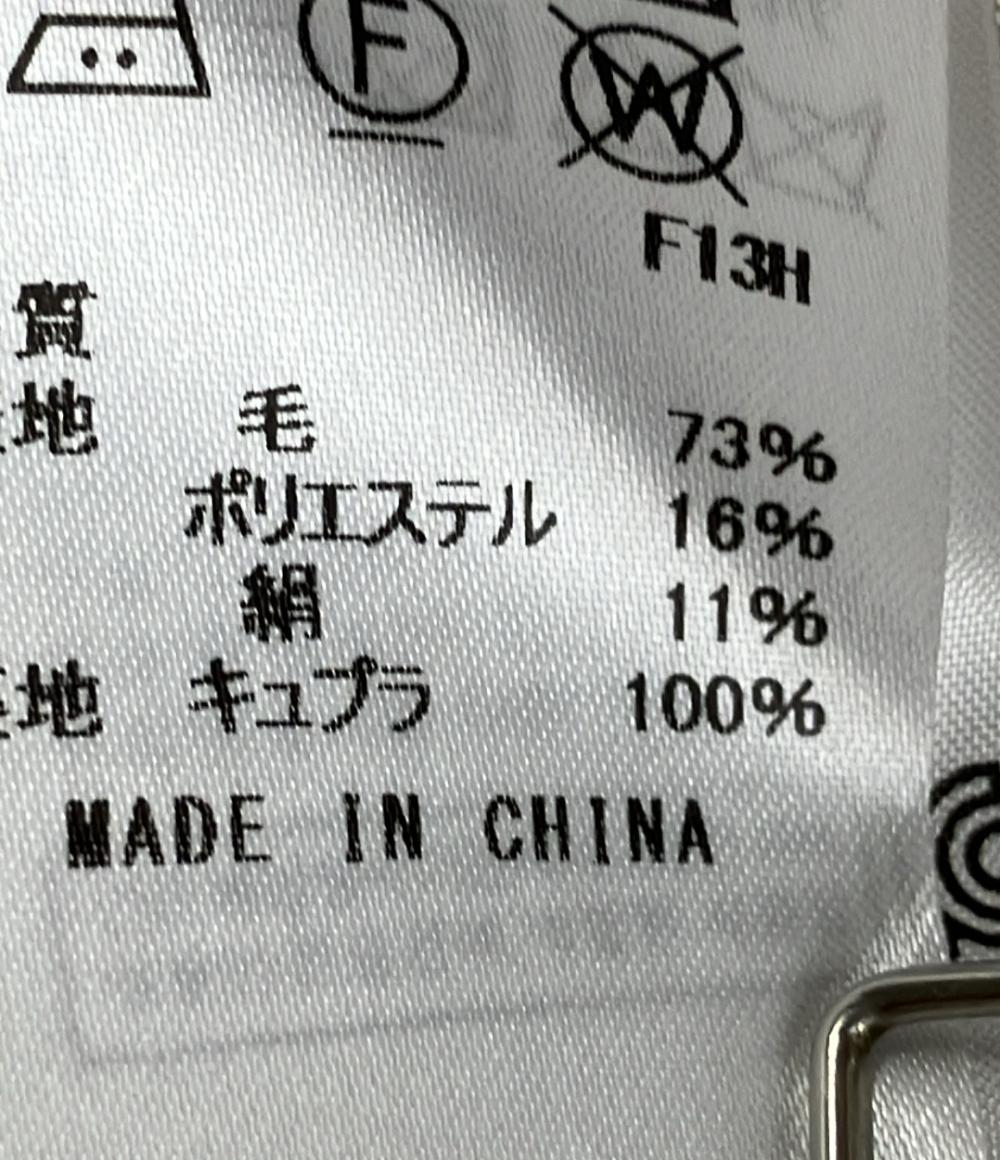 F
W
F13H
質
地 毛 73%
ポリエステル 16%
絹 11%
地 キュプラ 100%
MADE IN CHINA